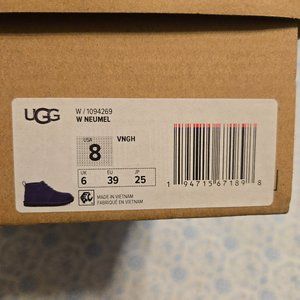 UGG
W / 1094269
W NEUMEL
USA
8
VNGH
UK
6
EU
39
JP
25
1 94715 67189 8
MADE IN VIETNAM
FABRIQUÉ EN VIETNAM